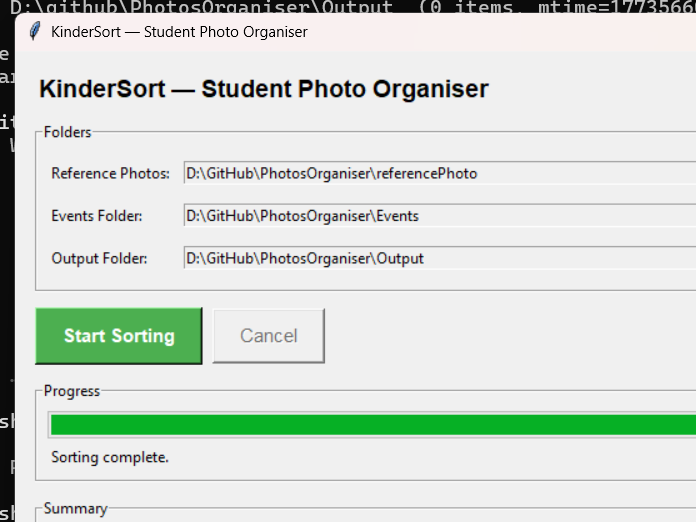 D:\github\PhotosOrganiser\Output (0 items, mtime=1773566
KinderSort — Student Photo Organiser
KinderSort — Student Photo Organiser
Folders
Reference Photos: D:\GitHub\PhotosOrganiser\referencePhoto
Events Folder: D:\GitHub\PhotosOrganiser\Events
Output Folder: D:\GitHub\PhotosOrganiser\Output
Start Sorting Cancel
Progress
Sorting complete.
Summary